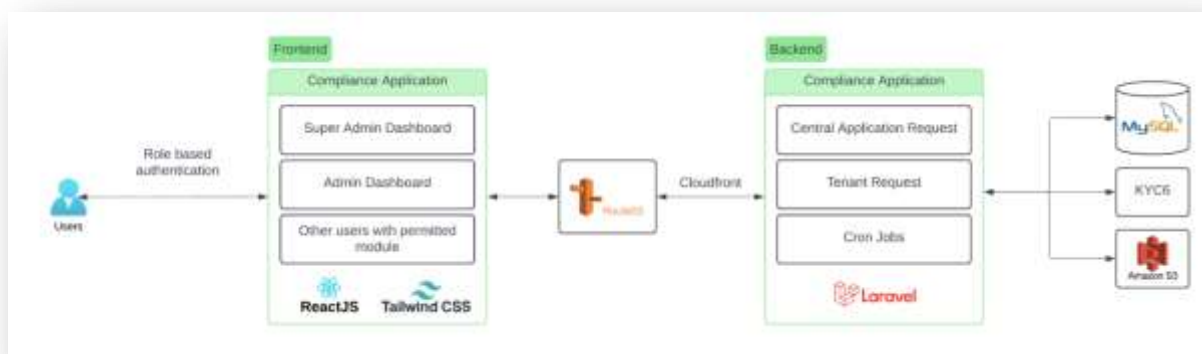 Frontend
Compliance Application
Super Admin Dashboard
Admin Dashboard
Other users with permitted
module
ReactJS
Tailwind CSS
Role based
authentication
Users
Route53
Cloudfront
Backend
Compliance Application
Central Application Request
Tenant Request
Cron Jobs
Laravel
MySQL
KYC6
Amazon S3